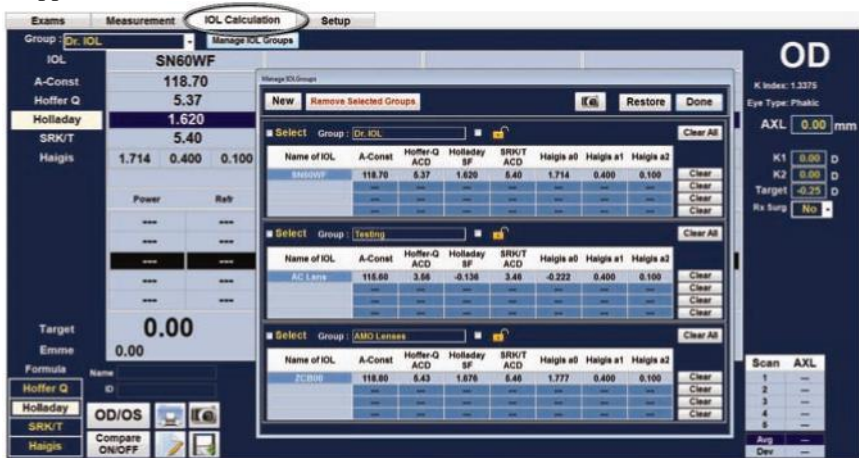 Exams Measurement IOL Calculation Setup
Group : Dr. IOL Manage IOL Groups
OD
IOL SN60WF
A-Const 118.70
Hoffer Q 5.37
Holladay 1.620
SRK/T 5.40
Haigis 1.714 0.400 0.100
Power Refr
--- ---
--- ---
--- ---
--- ---
--- ---
Target 0.00
Emme 0.00
Formula Name
Hoffer Q ID
Holladay
SRK/T
Haigis
OD/OS
Compare ON/OFF
Manage IOL Groups
New Remove Selected Groups Restore Done
Select Group : Dr. IOL Clear All
Name of IOL A-Const Hoffer-Q ACD Holladay SF SRK/T ACD Haigis a0 Haigis a1 Haigis a2
SN60WF 118.70 5.37 1.620 5.40 1.714 0.400 0.100 Clear
--- --- --- --- --- --- --- Clear
--- --- --- --- --- --- --- Clear
--- --- --- --- --- --- --- Clear
Select Group : Testing Clear All
Name of IOL A-Const Hoffer-Q ACD Holladay SF SRK/T ACD Haigis a0 Haigis a1 Haigis a2
AC Lens 115.60 3.56 -0.136 3.46 -0.222 0.400 0.100 Clear
--- --- --- --- --- --- --- Clear
--- --- --- --- --- --- --- Clear
--- --- --- --- --- --- --- Clear
Select Group : AMO Lenses Clear All
Name of IOL A-Const Hoffer-Q ACD Holladay SF SRK/T ACD Haigis a0 Haigis a1 Haigis a2
ZCB00 118.80 5.43 1.676 5.46 1.777 0.400 0.100 Clear
--- --- --- --- --- --- --- Clear
--- --- --- --- --- --- --- Clear
--- --- --- --- --- --- --- Clear
K Index: 1.3375
Eye Type: Phakic
AXL 0.00 mm
K1 0.00 D
K2 0.00 D
Target -0.25 D
Rx Surg No
Scan AXL
1 ---
2 ---
3 ---
4 ---
5 ---
Avg ---
Dev ---